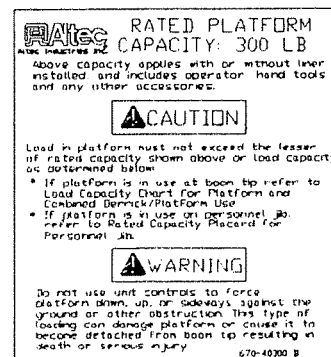 Altec
ALTEC INDUSTRIES INC.
RATED PLATFORM
CAPACITY: 300 LB
Above capacity applies with or without liner
installed and includes operator hand tools
and any other accessories.
CAUTION
Load in platform must not exceed the lesser
of rated capacity shown above or load capacity
as determined below
• If platform is in use at boom tip refer to
Load Capacity Chart for Platform and
Combined Derrick/Platform Use
• If platform is in use on personnel jib,
refer to Rated Capacity Placard for
Personnel Jib.
WARNING
Do not use unit controls to force
platform down, up, or sideways against the
ground or other obstruction. This type of
loading can damage platform or cause it to
become detached from boom tip resulting in
death or serious injury
670-40300 B